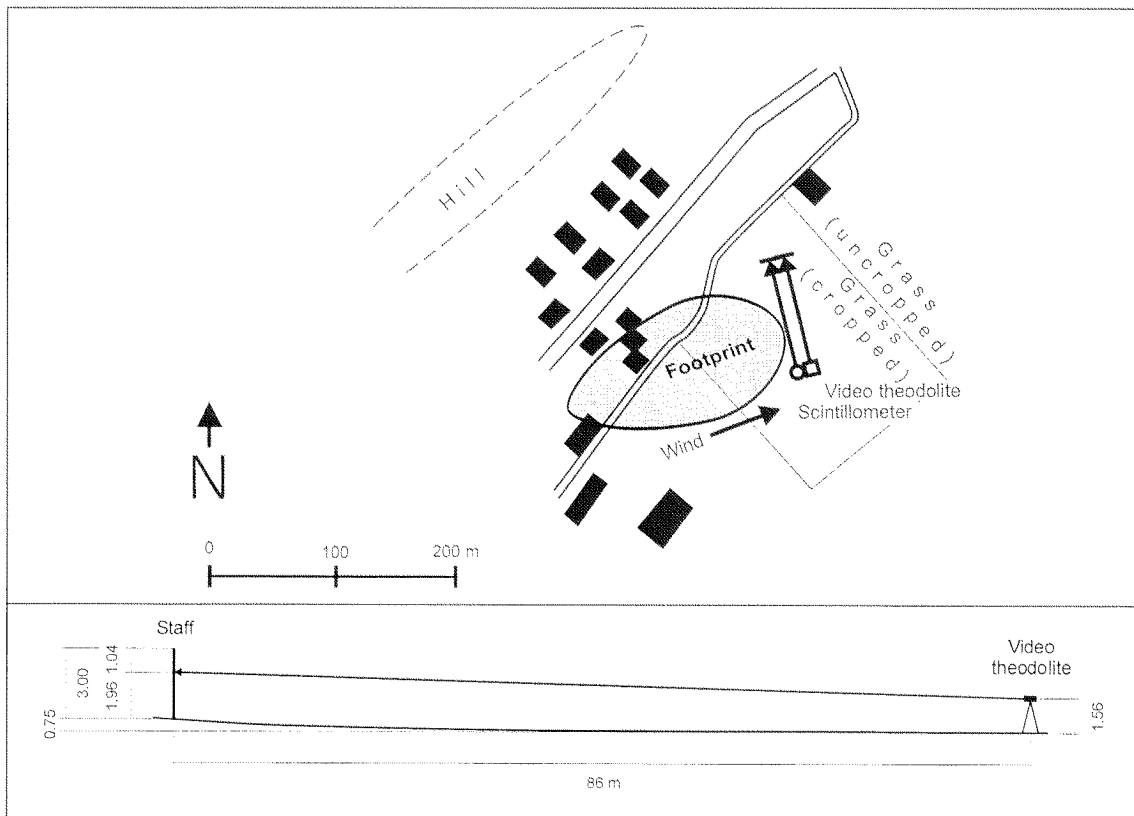 Hill
Grass
(uncropped)
Grass
(cropped)
Footprint
Video theodolite
Scintillometer
Wind
N
0 100 200 m
Staff
Video
theodolite
3.00
1.04
1.96
0.75
1.56
86 m